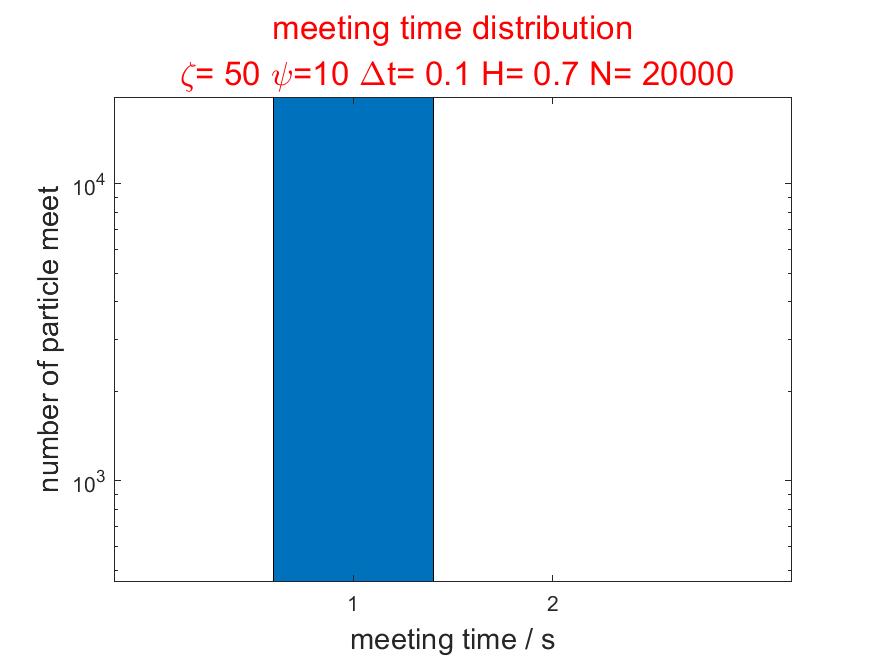 meeting time distribution
ζ= 50 ψ=10 Δt= 0.1 H= 0.7 N= 20000
number of particle meet
10⁴
10³
1 2
meeting time / s